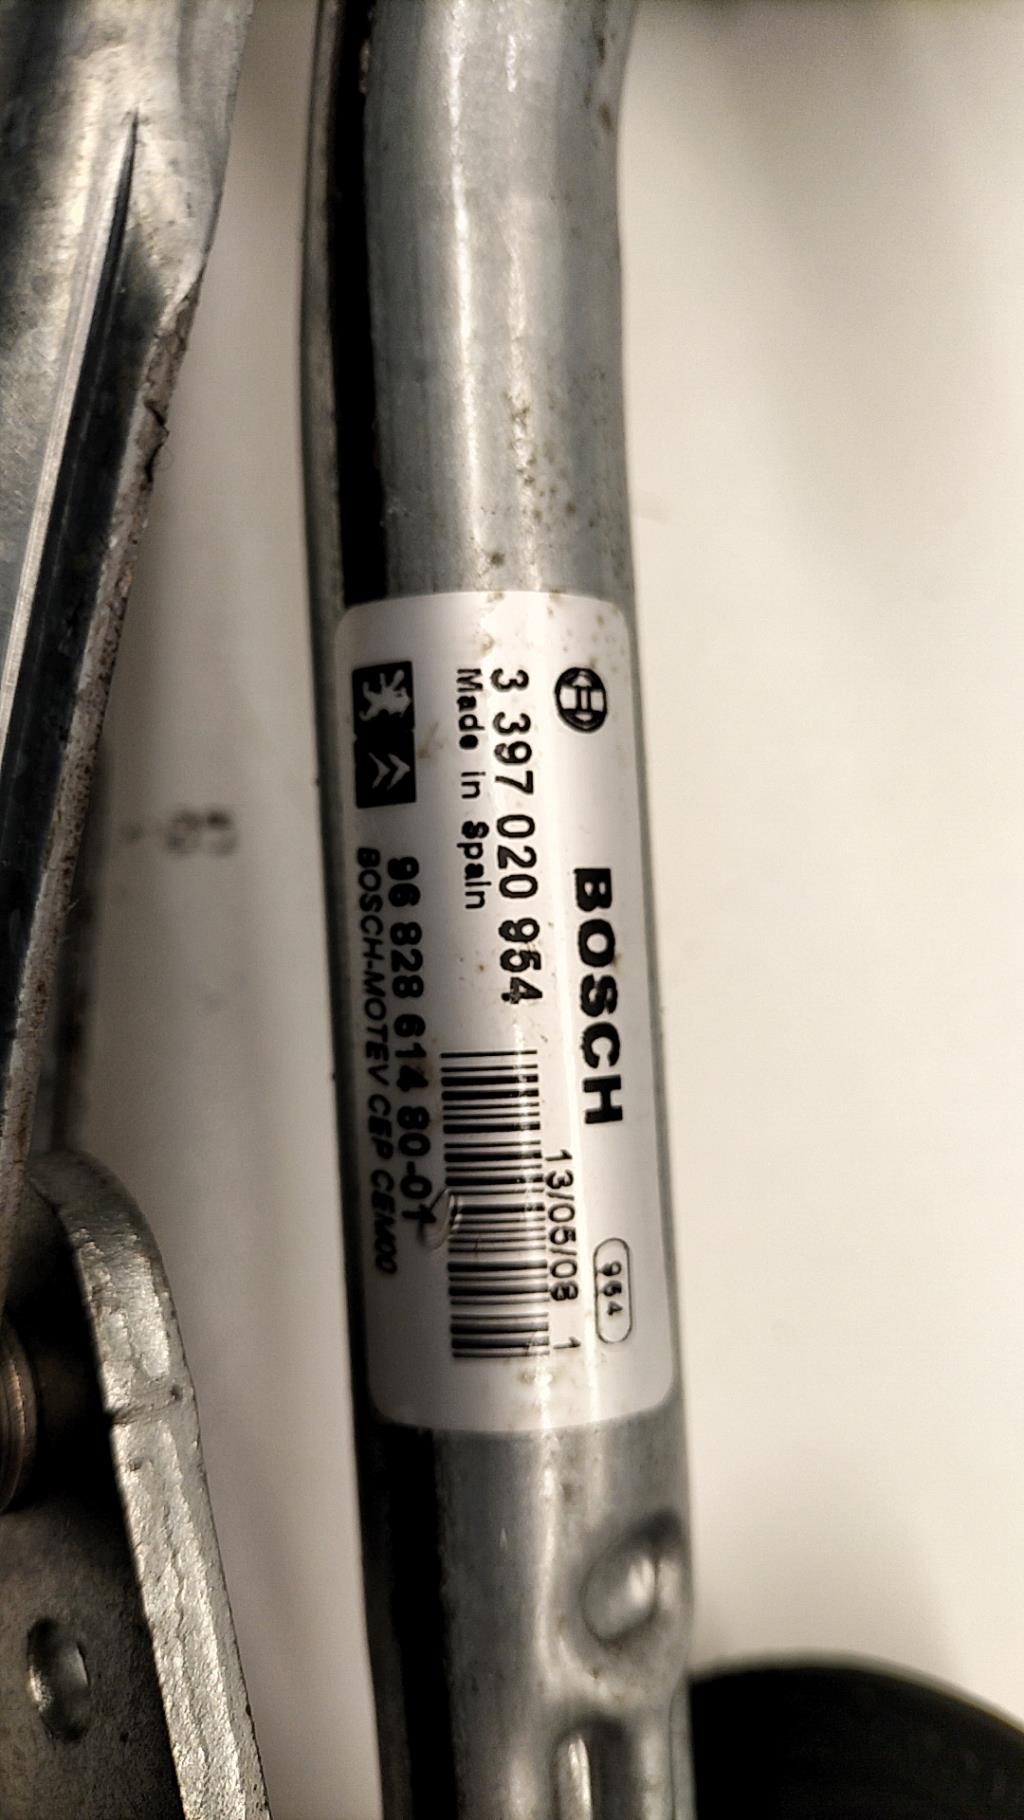 BOSCH
964
3 397 020 954
13/05/08 1
Made in Spain
96 828 614 80-01
BOSCH-MOTEV CEP CEM00